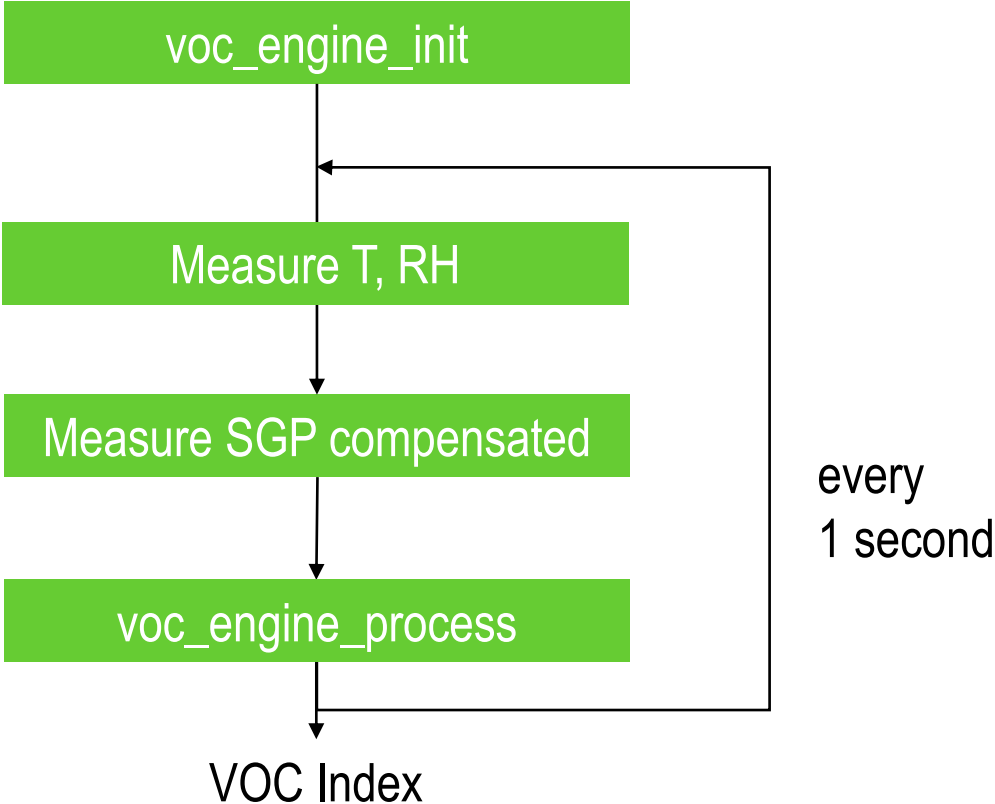 voc_engine_init
Measure T, RH
Measure SGP compensated
every
1 second
voc_engine_process
VOC Index